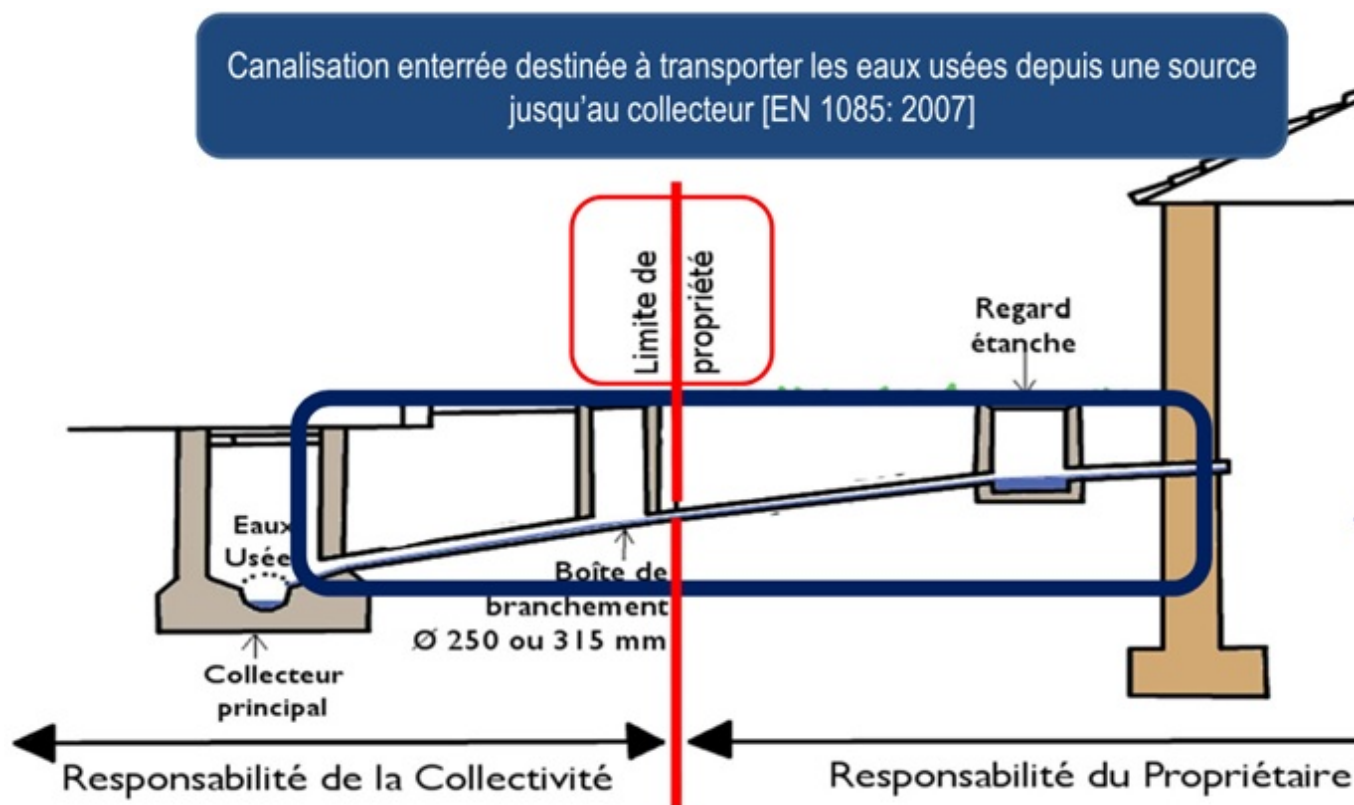 Canalisation enterrée destinée à transporter les eaux usées depuis une source
jusqu'au collecteur [EN 1085: 2007]
Limite de
propriété
Regard
étanche
Eaux
Usée
Boîte de
branchement
Ø 250 ou 315 mm
Collecteur
principal
Responsabilité de la Collectivité
Responsabilité du Propriétaire